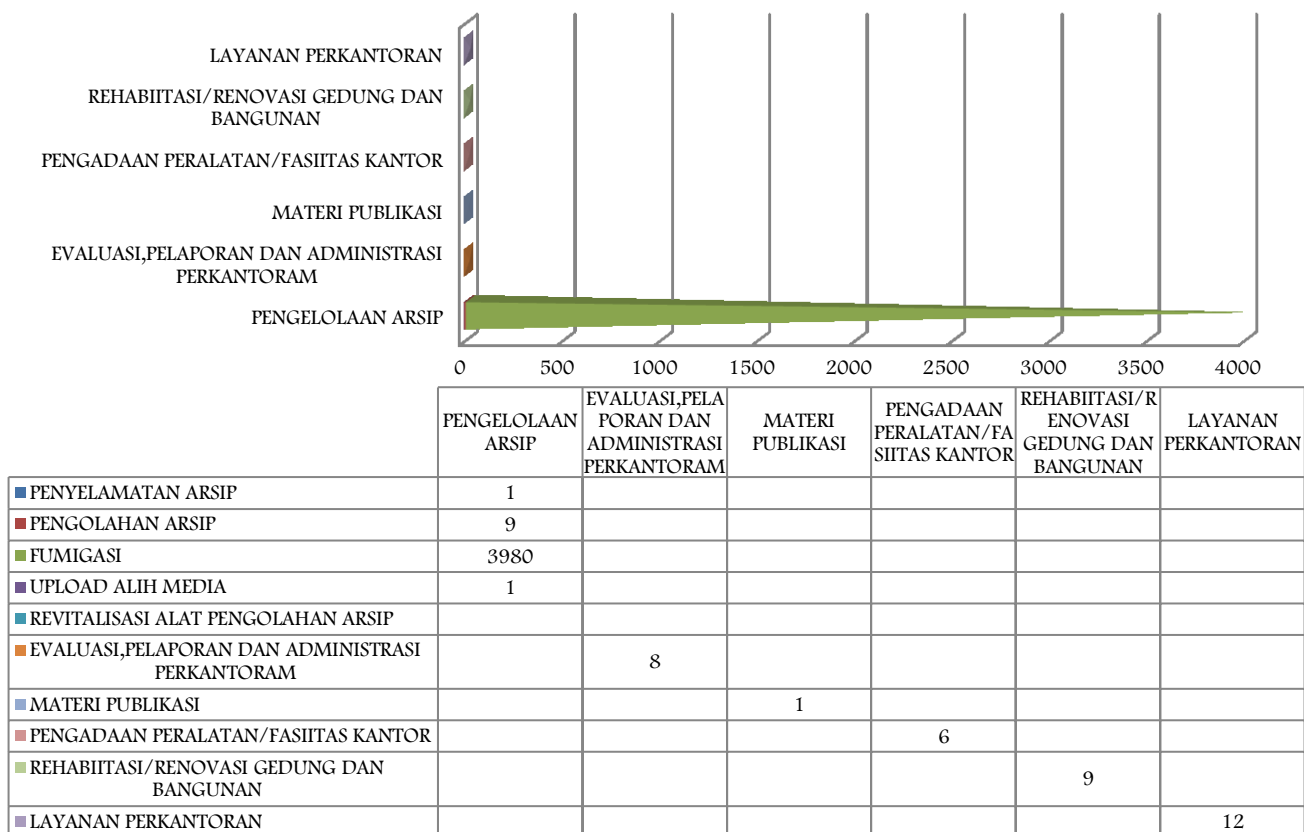 LAYANAN PERKANTORAN
REHABIITASI/RENOVASI GEDUNG DAN
BANGUNAN
PENGADAAN PERALATAN/FASIITAS KANTOR
MATERI PUBLIKASI
EVALUASI,PELAPORAN DAN ADMINISTRASI
PERKANTORAM
PENGELOLAAN ARSIP
0 500 1000 1500 2000 2500 3000 3500 4000
PENGELOLAAN
ARSIP
EVALUASI,PELA
PORAN DAN
ADMINISTRASI
PERKANTORAM
MATERI
PUBLIKASI
PENGADAAN
PERALATAN/FA
SIITAS KANTOR
REHABIITASI/R
ENOVASI
GEDUNG DAN
BANGUNAN
LAYANAN
PERKANTORAN
PENYELAMATAN ARSIP 1
PENGOLAHAN ARSIP 9
FUMIGASI 3980
UPLOAD ALIH MEDIA 1
REVITALISASI ALAT PENGOLAHAN ARSIP
EVALUASI,PELAPORAN DAN ADMINISTRASI
PERKANTORAM
8
MATERI PUBLIKASI 1
PENGADAAN PERALATAN/FASIITAS KANTOR 6
REHABIITASI/RENOVASI GEDUNG DAN
BANGUNAN
9
LAYANAN PERKANTORAN 12